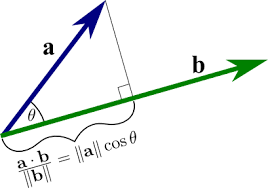 a
b
θ
a · b / ‖b‖ = ‖a‖ cos θ